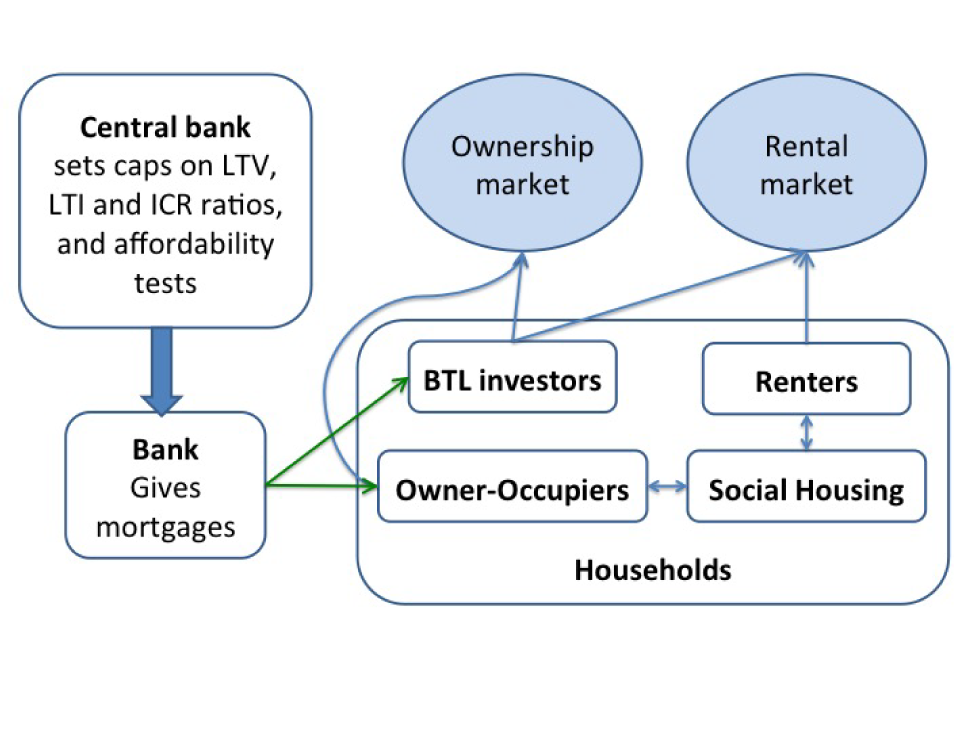 Central bank
sets caps on LTV,
LTI and ICR ratios,
and affordability
tests
Ownership
market
Rental
market
BTL investors
Renters
Bank
Gives
mortgages
Owner-Occupiers
Social Housing
Households